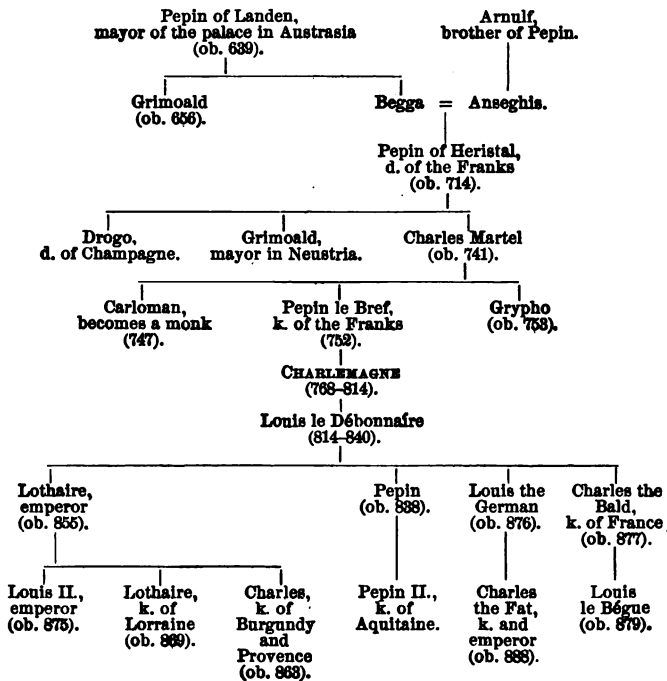 Pepin of Landen,
mayor of the palace in Austrasia
(ob. 639).
Arnulf,
brother of Pepin.
Grimoald
(ob. 656).
Begga = Anseghis.
Pepin of Heristal,
d. of the Franks
(ob. 714).
Drogo,
d. of Champagne.
Grimoald,
mayor in Neustria.
Charles Martel
(ob. 741).
Carloman,
becomes a monk
(747).
Pepin le Bref,
k. of the Franks
(752).
Grypho
(ob. 753).
CHARLEMAGNE
(768–814).
Louis le Débonnaire
(814–840).
Lothaire,
emperor
(ob. 855).
Pepin
(ob. 838).
Louis the
German
(ob. 876).
Charles the
Bald,
k. of France
(ob. 877).
Louis II.,
emperor
(ob. 875).
Lothaire,
k. of
Lorraine
(ob. 869).
Charles,
k. of
Burgundy
and
Provence
(ob. 863).
Pepin II.,
k. of
Aquitaine.
Charles
the Fat,
k. and
emperor
(ob. 888).
Louis
le Bégue
(ob. 879).